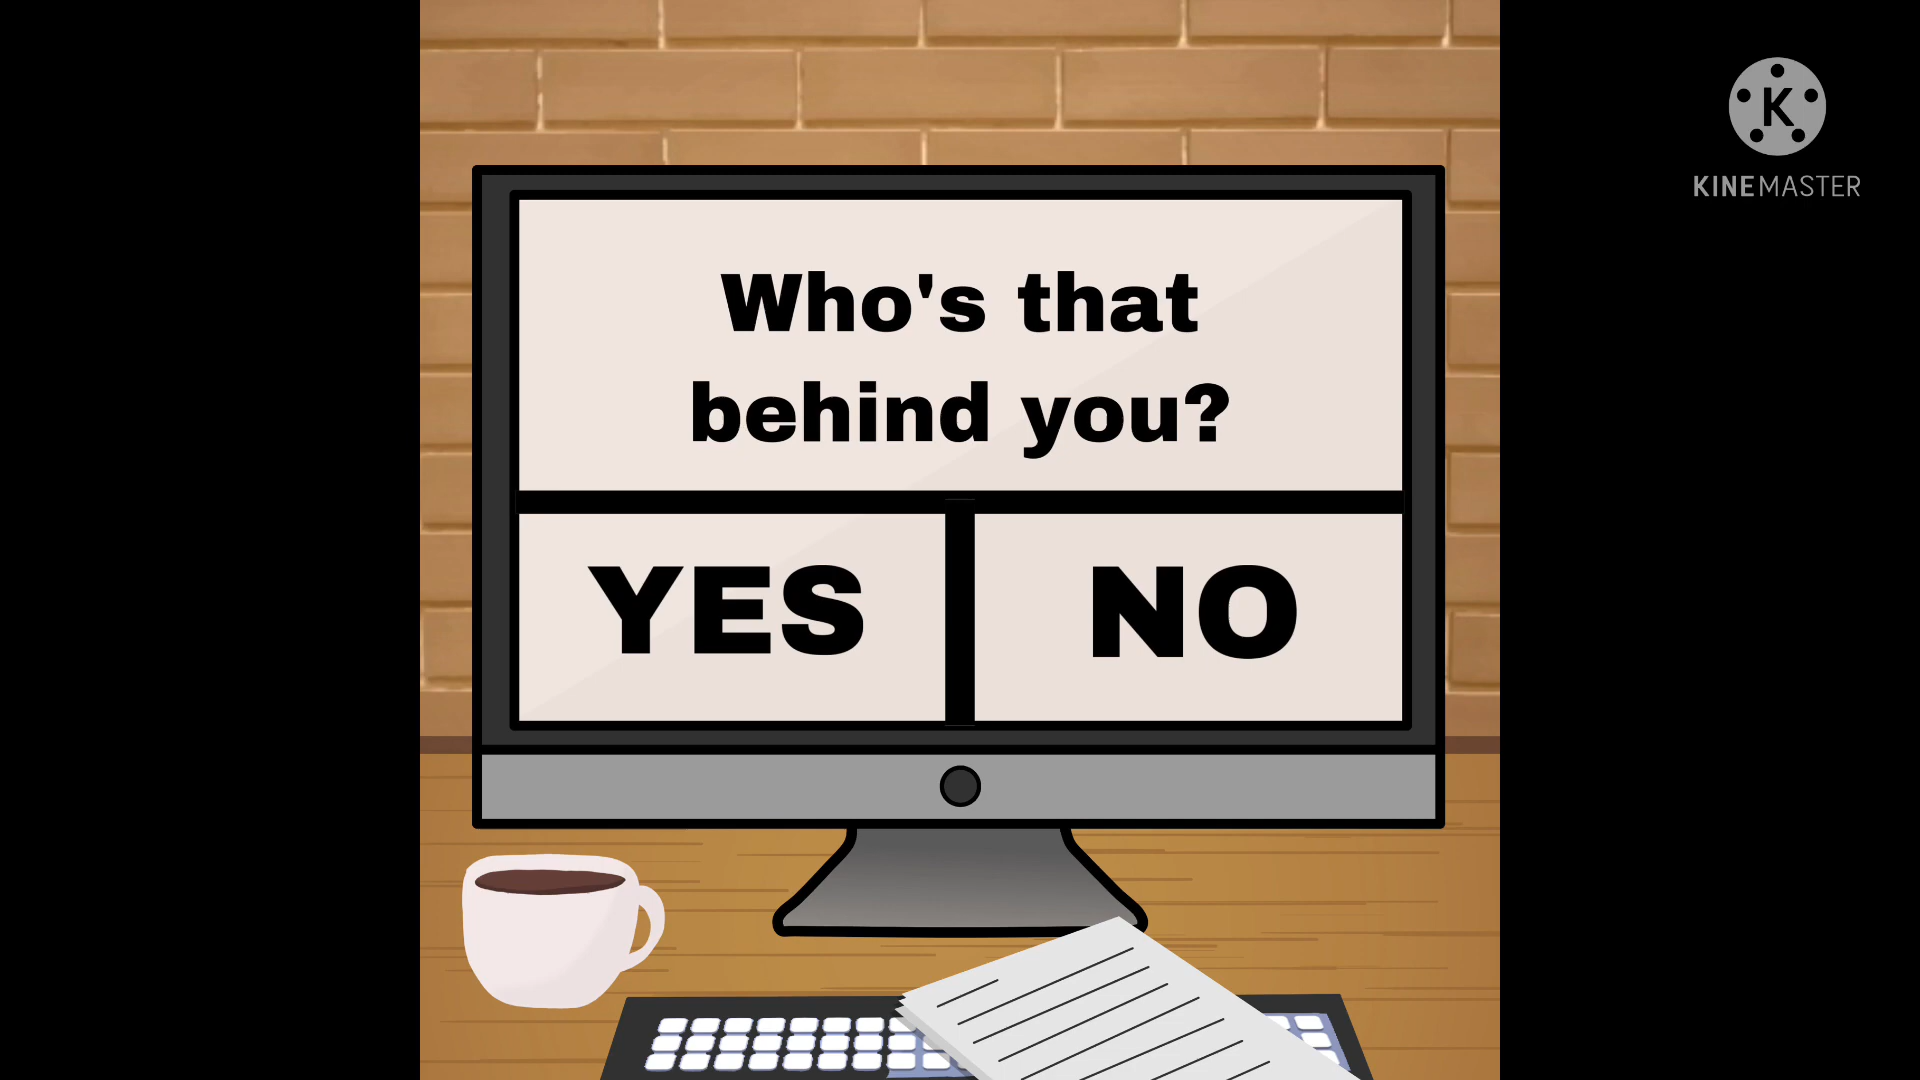 Who's that
behind you?
YES
NO
K
KINEMASTER